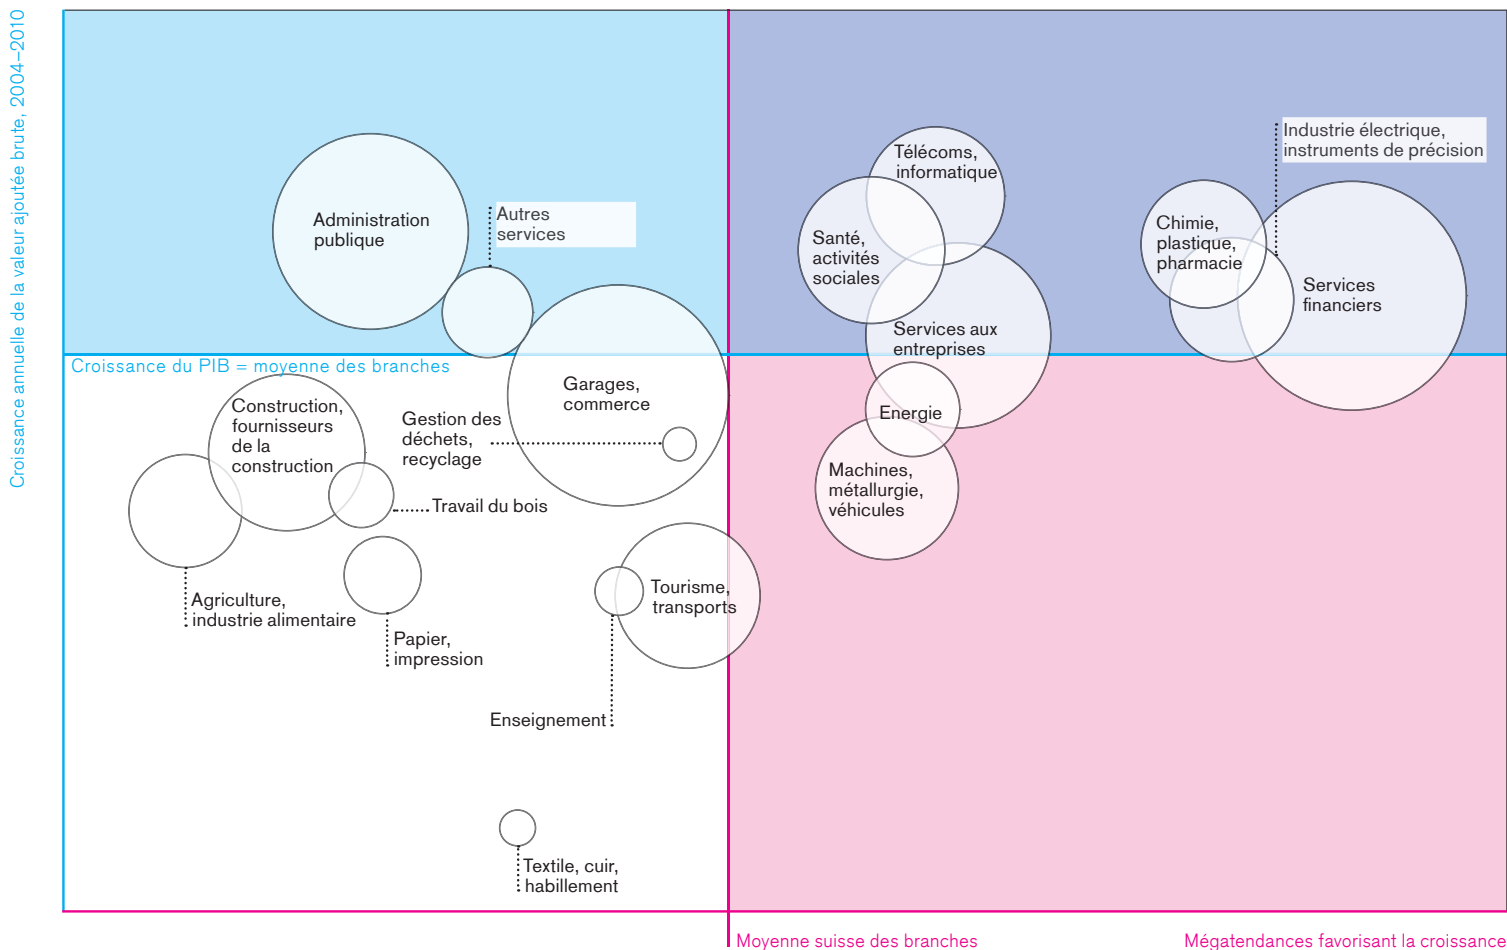 Croissance annuelle de la valeur ajoutée brute, 2004–2010
Industrie électrique,
instruments de précision
Télécoms,
informatique
Administration
publique
Autres
services
Santé,
activités
sociales
Chimie,
plastique,
pharmacie
Services
financiers
Services aux
entreprises
Croissance du PIB = moyenne des branches
Construction,
fournisseurs
de la
construction
Gestion des
déchets,
recyclage
Garages,
commerce
Energie
Machines,
métallurgie,
véhicules
Travail du bois
Agriculture,
industrie alimentaire
Papier,
impression
Tourisme,
transports
Enseignement
Textile, cuir,
habillement
Moyenne suisse des branches
Mégatendances favorisant la croissance